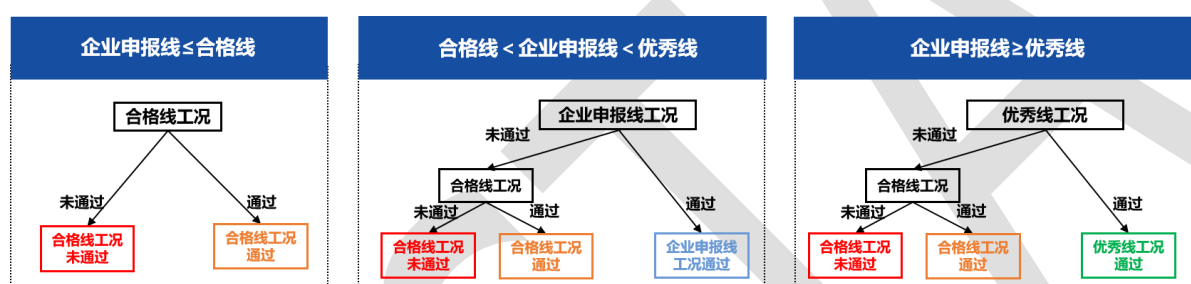 企业申报线≤合格线
合格线工况
未通过
通过
合格线工况
未通过
合格线工况
通过
合格线＜企业申报线＜优秀线
企业申报线工况
未通过
合格线工况
通过
未通过
通过
合格线工况
未通过
合格线工况
通过
企业申报线
工况通过
企业申报线≥优秀线
优秀线工况
未通过
合格线工况
通过
未通过
通过
合格线工况
未通过
合格线工况
通过
优秀线工况
通过